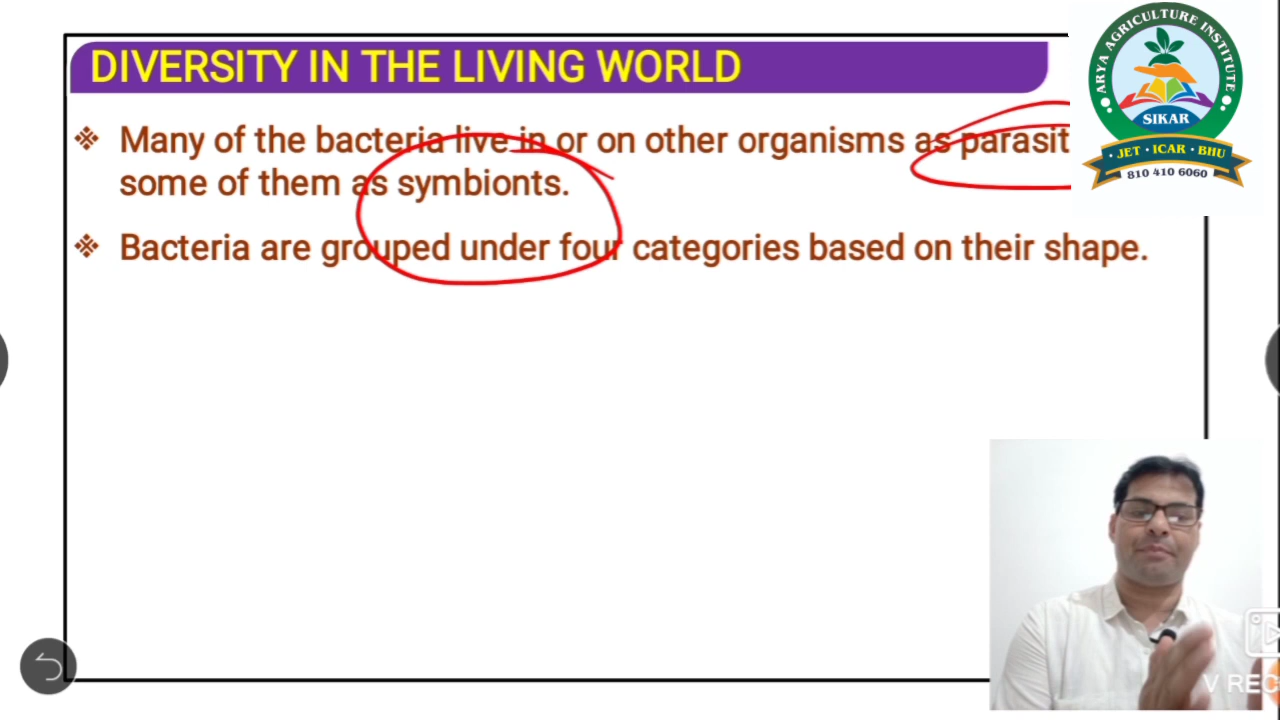 DIVERSITY IN THE LIVING WORLD
❖ Many of the bacteria live in or on other organisms as
some of them as symbionts.
❖ Bacteria are grouped under four categories based on their shape.
ARYA AGRICULTURE INSTITUTE
SIKAR
· JET · ICAR · BHU
810 410 6060
V REC